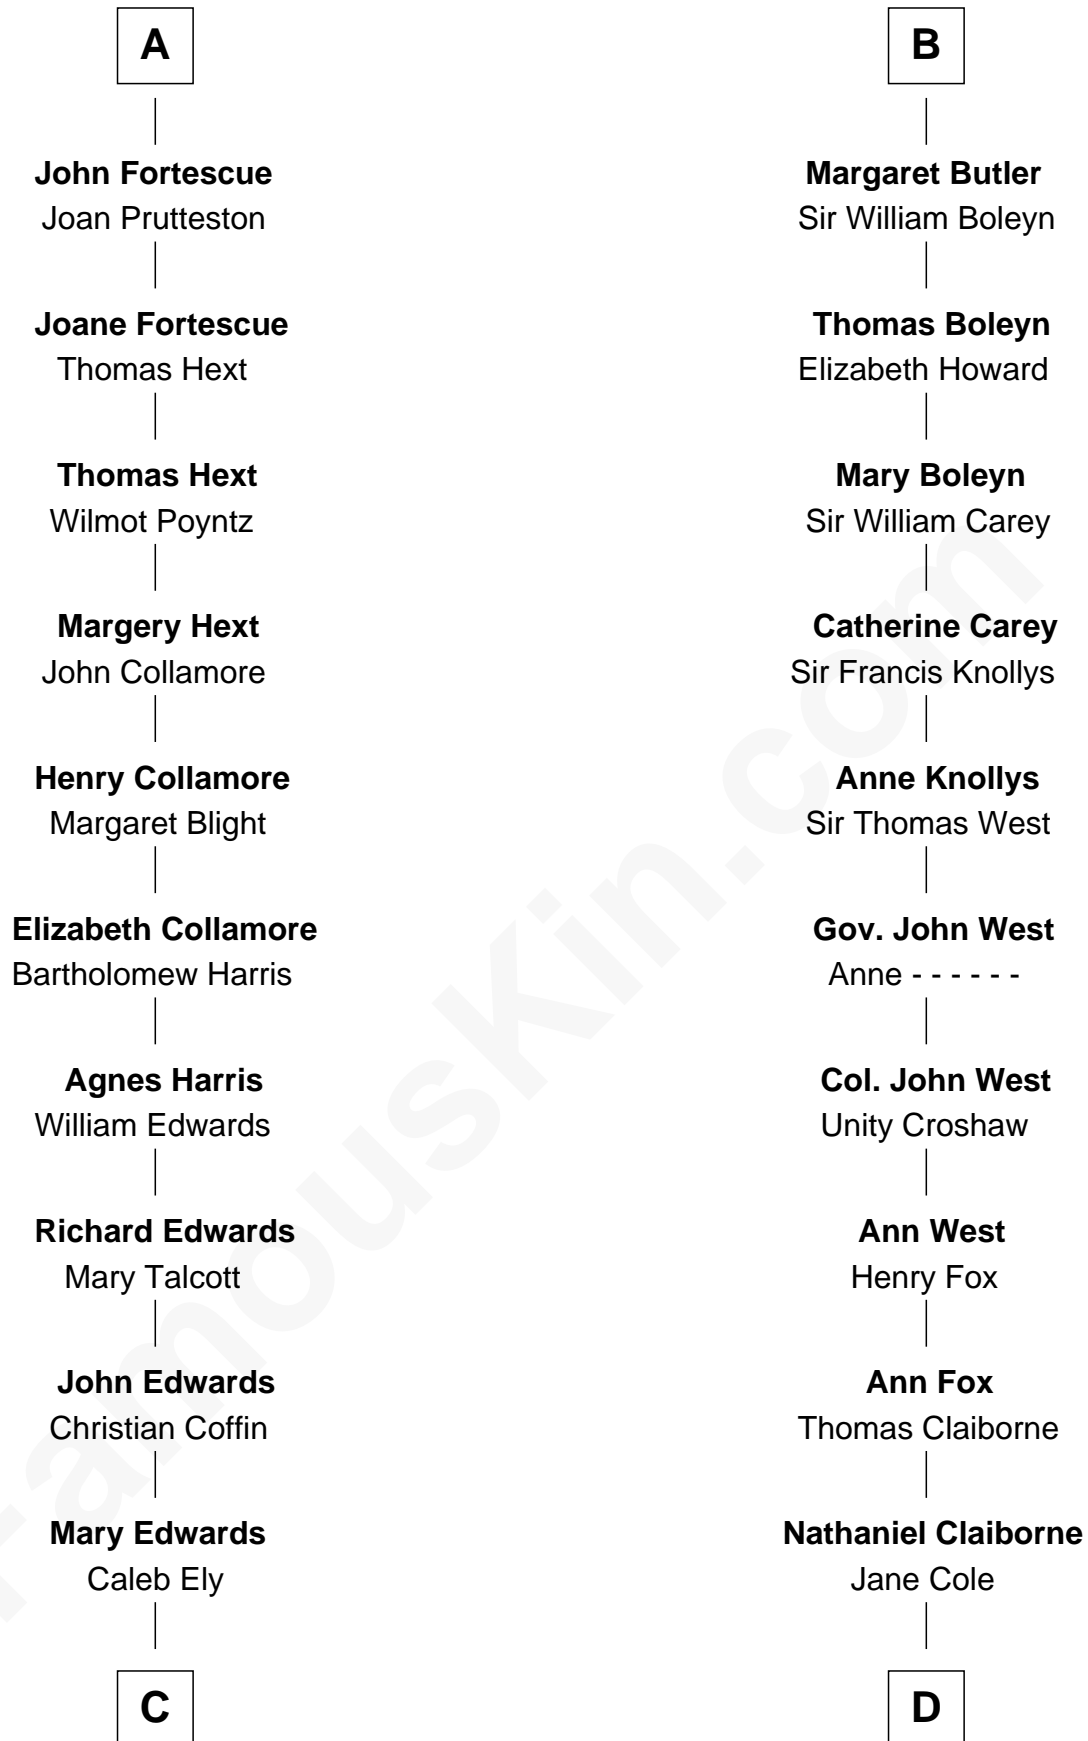 A
John Fortescue
Joan Prutteston
Joane Fortescue
Thomas Hext
Thomas Hext
Wilmot Poyntz
Margery Hext
John Collamore
Henry Collamore
Margaret Blight
Elizabeth Collamore
Bartholomew Harris
Agnes Harris
William Edwards
Richard Edwards
Mary Talcott
John Edwards
Christian Coffin
Mary Edwards
Caleb Ely
C
B
Margaret Butler
Sir William Boleyn
Thomas Boleyn
Elizabeth Howard
Mary Boleyn
Sir William Carey
Catherine Carey
Sir Francis Knollys
Anne Knollys
Sir Thomas West
Gov. John West
Anne - - - - - -
Col. John West
Unity Croshaw
Ann West
Henry Fox
Ann Fox
Thomas Claiborne
Nathaniel Claiborne
Jane Cole
D
FamousKin.com